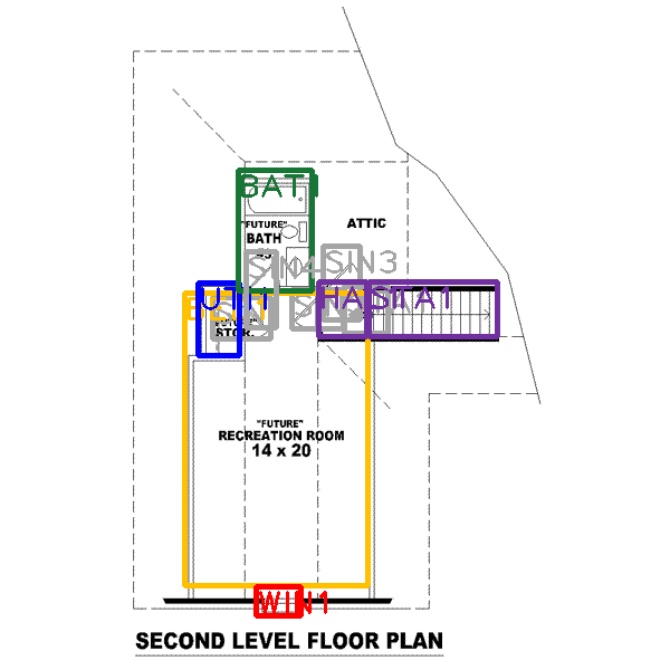 BAT1
"FUTURE"
BATH
ATTIC
SIN4
SIN3
UTI1
HA
STA1
"FUTURE"
STOR.
"FUTURE"
RECREATION ROOM
14 x 20
WIN1
SECOND LEVEL FLOOR PLAN